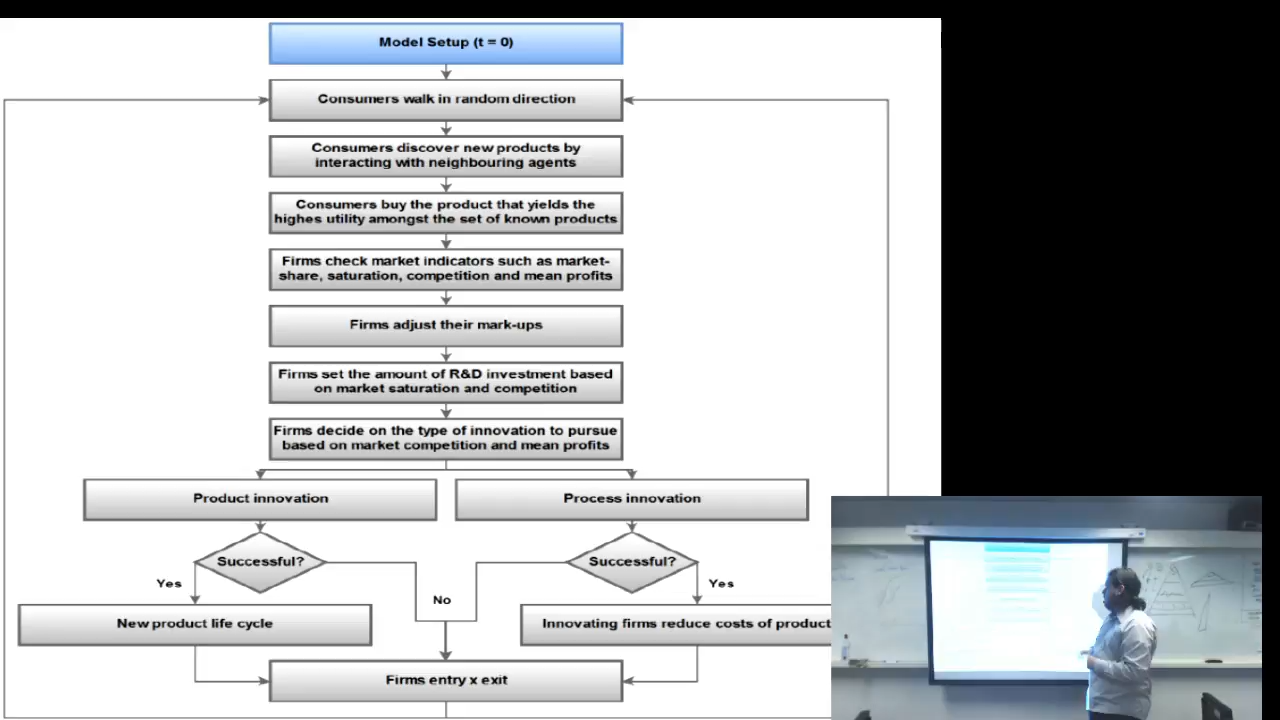 Model Setup (t = 0)
Consumers walk in random direction
Consumers discover new products by
interacting with neighbouring agents
Consumers buy the product that yields the
highes utility amongst the set of known products
Firms check market indicators such as market-
share, saturation, competition and mean profits
Firms adjust their mark-ups
Firms set the amount of R&D investment based
on market saturation and competition
Firms decide on the type of innovation to pursue
based on market competition and mean profits
Product innovation
Process innovation
Successful?
Successful?
Yes
No
Yes
New product life cycle
Innovating firms reduce costs of product
Firms entry x exit